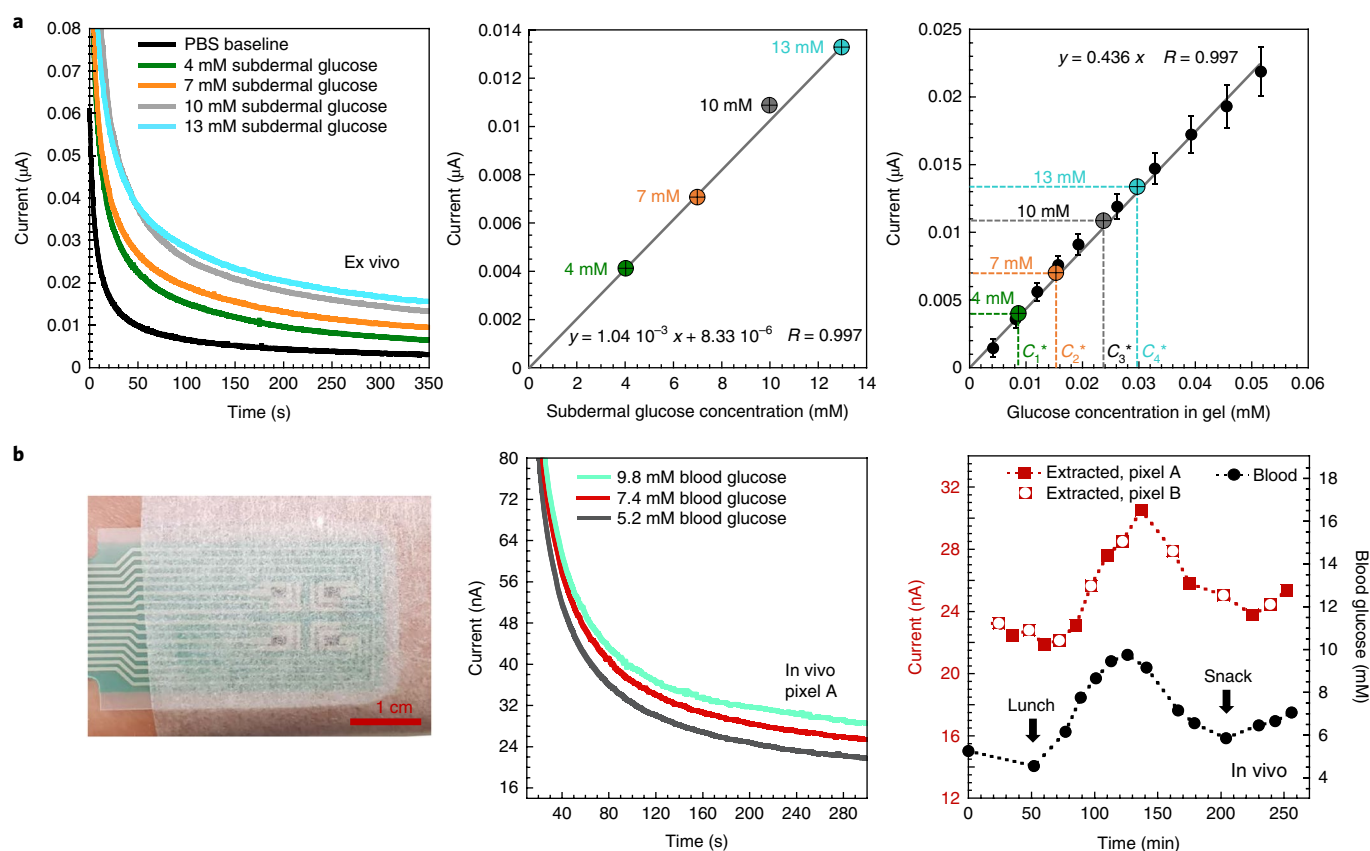 a
0.08
0.07
0.06
0.05
0.04
0.03
0.02
0.01
0
Current (µA)
PBS baseline
4 mM subdermal glucose
7 mM subdermal glucose
10 mM subdermal glucose
13 mM subdermal glucose
Ex vivo
0 50 100 150 200 250 300 350
Time (s)
0.014
0.012
0.010
0.008
0.006
0.004
0.002
0.000
Current (µA)
13 mM
10 mM
7 mM
4 mM
y = 1.04 10⁻³ x + 8.33 10⁻⁶ R = 0.997
0 2 4 6 8 10 12 14
Subdermal glucose concentration (mM)
0.025
0.02
0.015
0.010
0.005
0
Current (µA)
y = 0.436 x R = 0.997
13 mM
10 mM
7 mM
4 mM
C₁* C₂* C₃* C₄*
0 0.01 0.02 0.03 0.04 0.05 0.06
Glucose concentration in gel (mM)
b
1 cm
80
72
64
56
48
40
32
24
16
Current (nA)
9.8 mM blood glucose
7.4 mM blood glucose
5.2 mM blood glucose
In vivo
pixel A
40 80 120 160 200 240 280
Time (s)
32
28
24
21
16
12
Current (nA)
Extracted, pixel A
Extracted, pixel B
Blood
Lunch
Snack
In vivo
18
16
14
12
10
8
6
4
Blood glucose (mM)
0 50 100 150 200 250
Time (min)